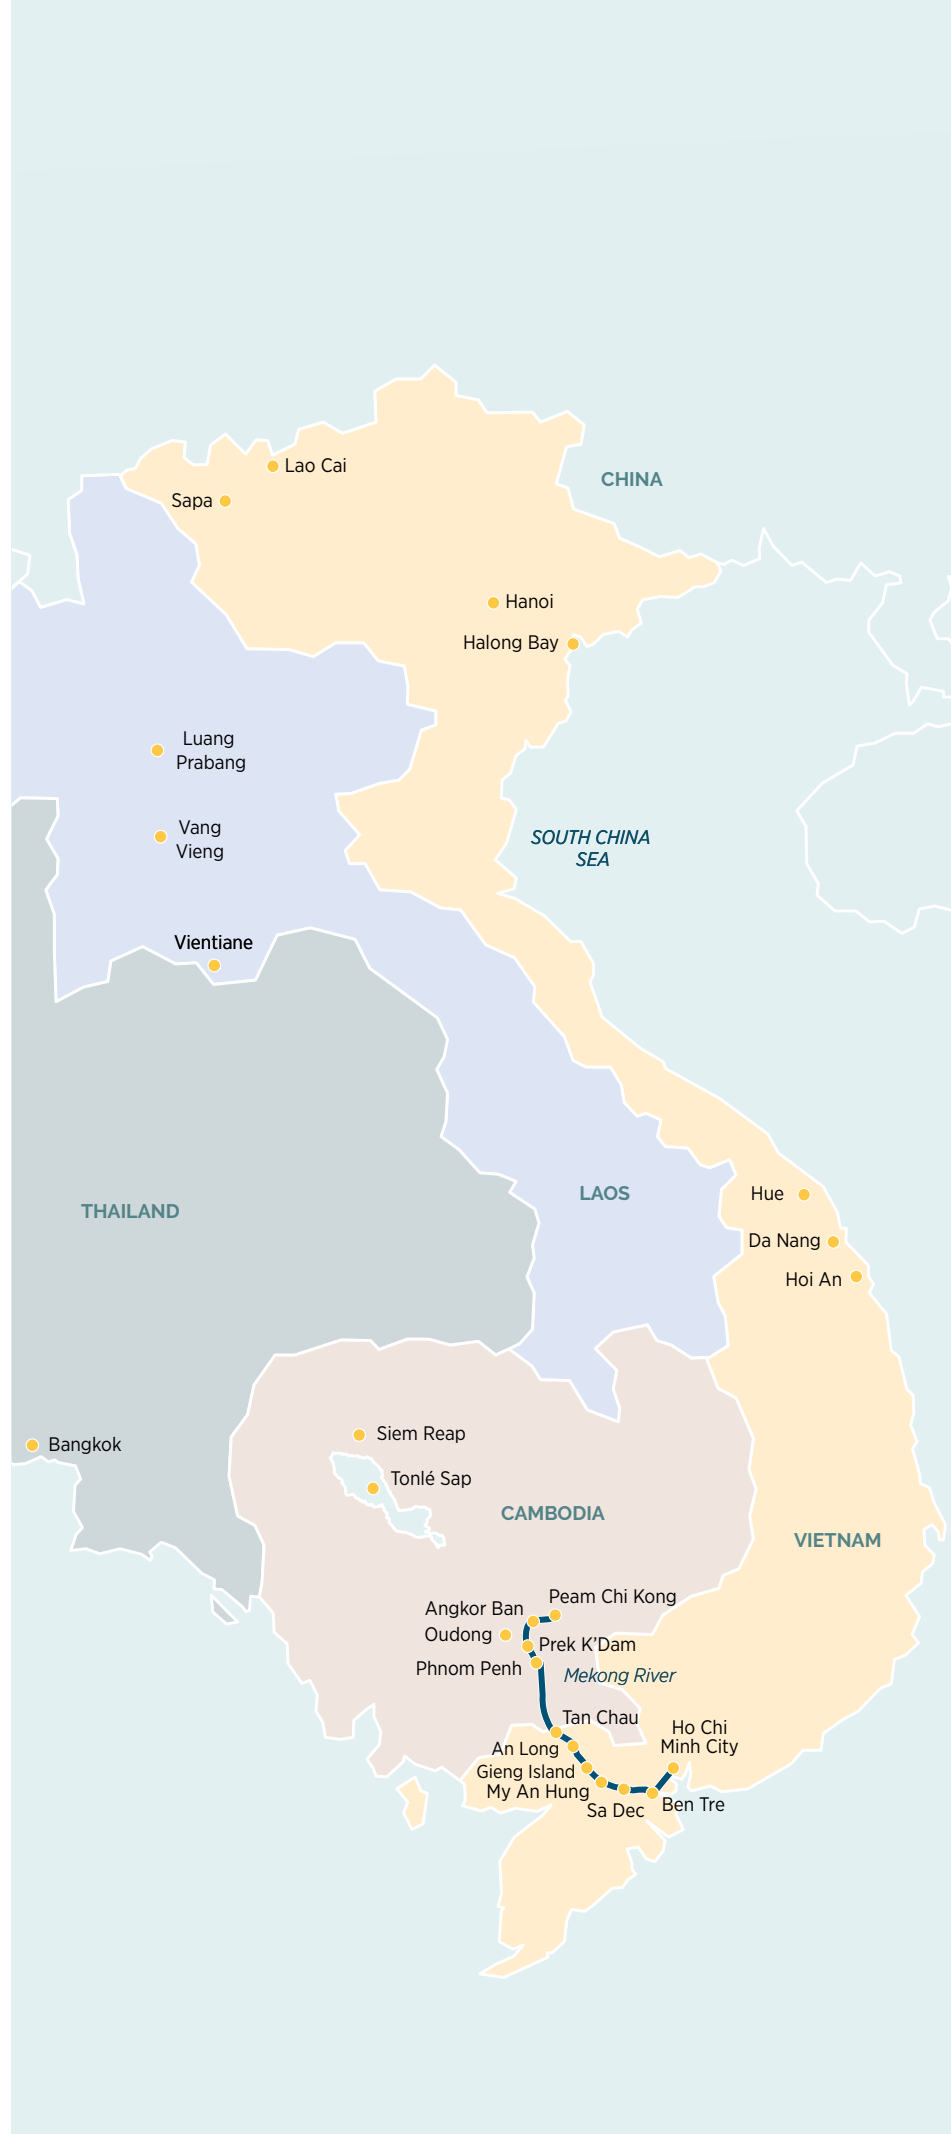 Lao Cai
CHINA
Sapa
Hanoi
Halong Bay
Luang
Prabang
Vang
Vieng
SOUTH CHINA
SEA
Vientiane
THAILAND
LAOS
Hue
Da Nang
Hoi An
Bangkok
Siem Reap
Tonlé Sap
CAMBODIA
VIETNAM
Peam Chi Kong
Angkor Ban
Oudong
Prek K'Dam
Phnom Penh
Mekong River
Tan Chau
Ho Chi
Minh City
An Long
Gieng Island
My An Hung
Sa Dec
Ben Tre